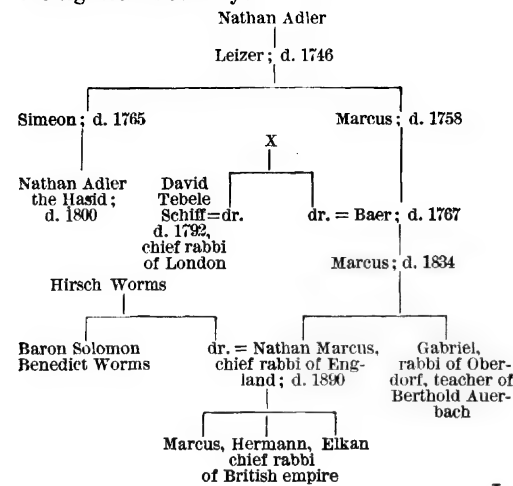 Nathan Adler
Leizer; d. 1746
Simeon; d. 1765
Marcus; d. 1758
X
Nathan Adler
the Hasid;
d. 1800
David
Tebele
Schiff=dr.
d. 1792,
chief rabbi
of London
dr. = Baer; d. 1767
Marcus; d. 1834
Hirsch Worms
Baron Solomon
Benedict Worms
dr. = Nathan Marcus,
chief rabbi of Eng-
land; d. 1890
Gabriel,
rabbi of Ober-
dorf, teacher of
Berthold Auer-
bach
Marcus, Hermann, Elkan
chief rabbi
of British empire